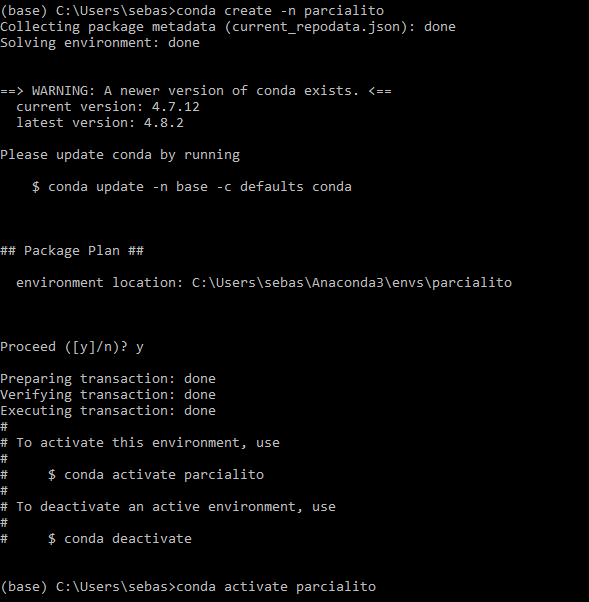 (base) C:\Users\sebas>conda create -n parcialito
Collecting package metadata (current_repodata.json): done
Solving environment: done
==> WARNING: A newer version of conda exists. <==
  current version: 4.7.12
  latest version: 4.8.2
Please update conda by running
    $ conda update -n base -c defaults conda
## Package Plan ##
  environment location: C:\Users\sebas\Anaconda3\envs\parcialito
Proceed ([y]/n)? y
Preparing transaction: done
Verifying transaction: done
Executing transaction: done
#
# To activate this environment, use
#
#     $ conda activate parcialito
#
# To deactivate an active environment, use
#
#     $ conda deactivate
(base) C:\Users\sebas>conda activate parcialito